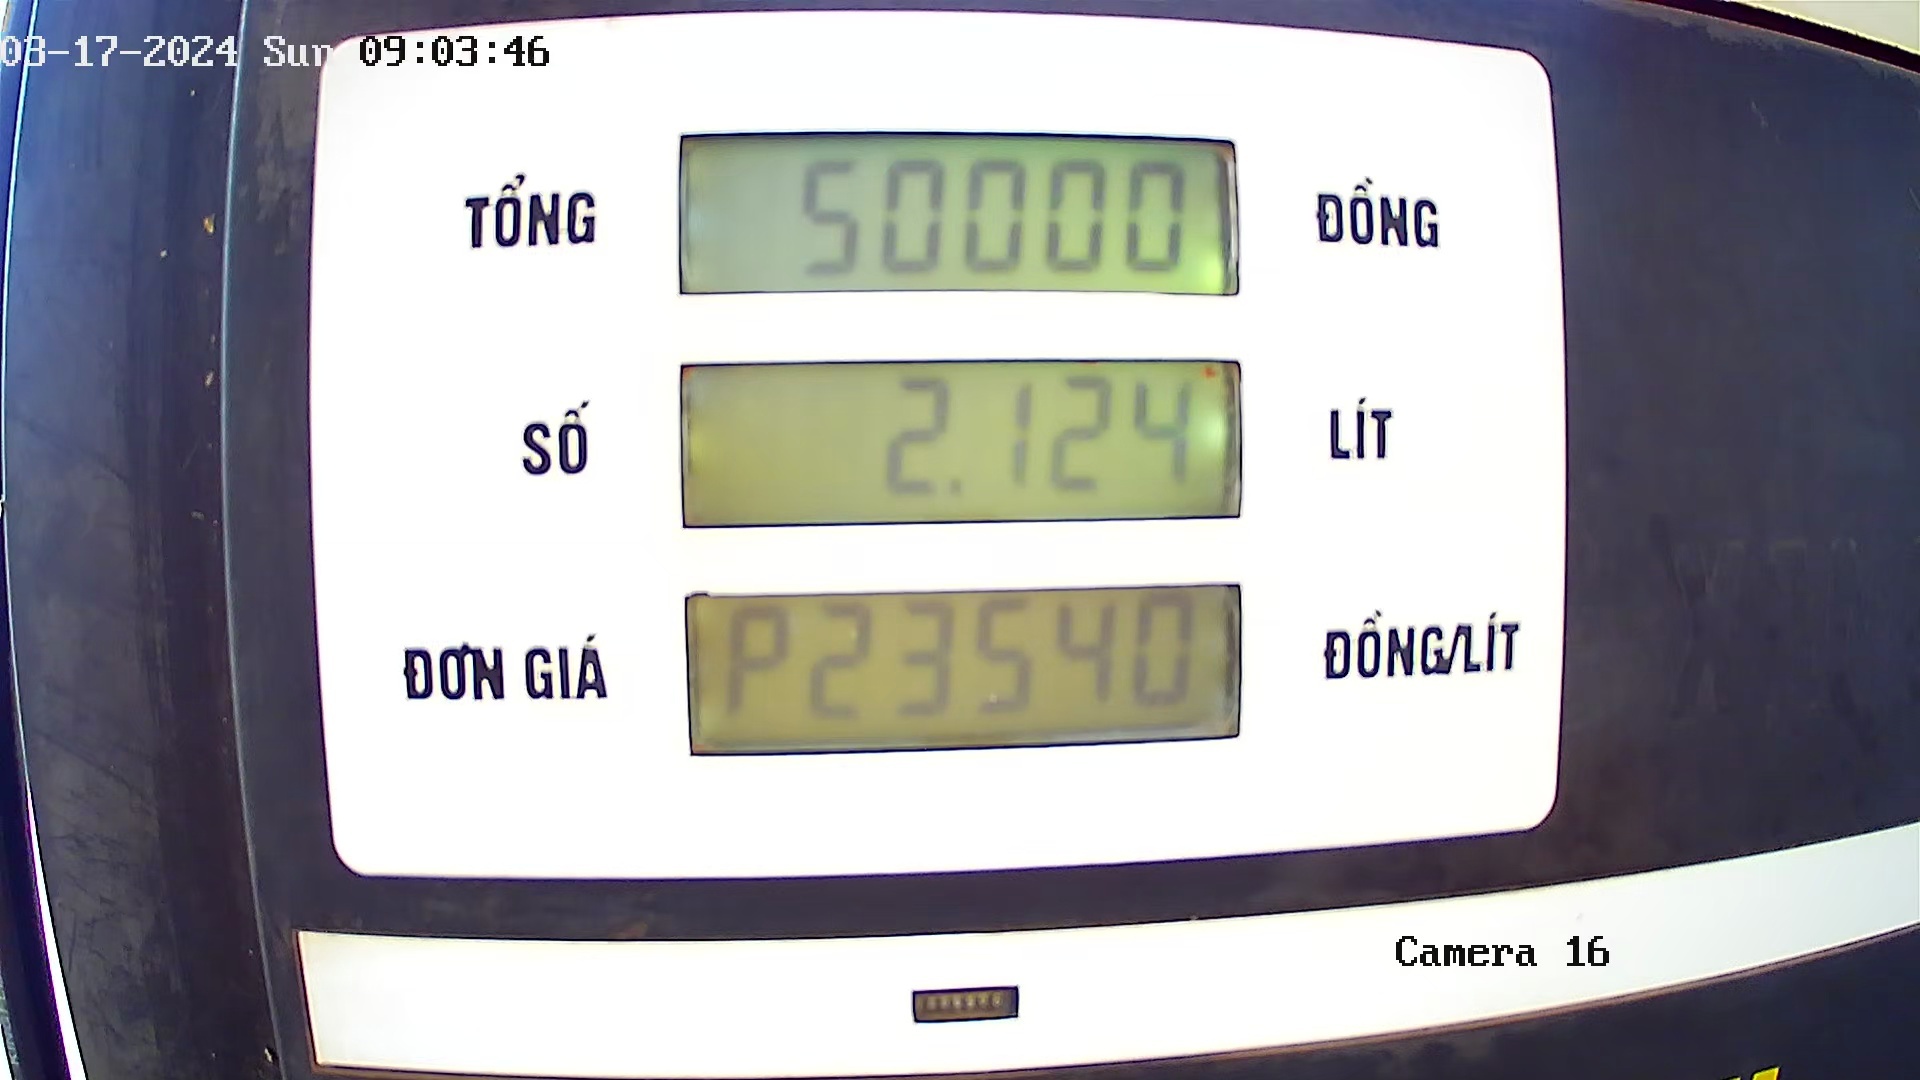 03-17-2024 Sun 09:03:46
TỔNG 50000 ĐỒNG
SỐ 2.124 LÍT
ĐƠN GIÁ P23540 ĐỒNG/LÍT
Camera 16